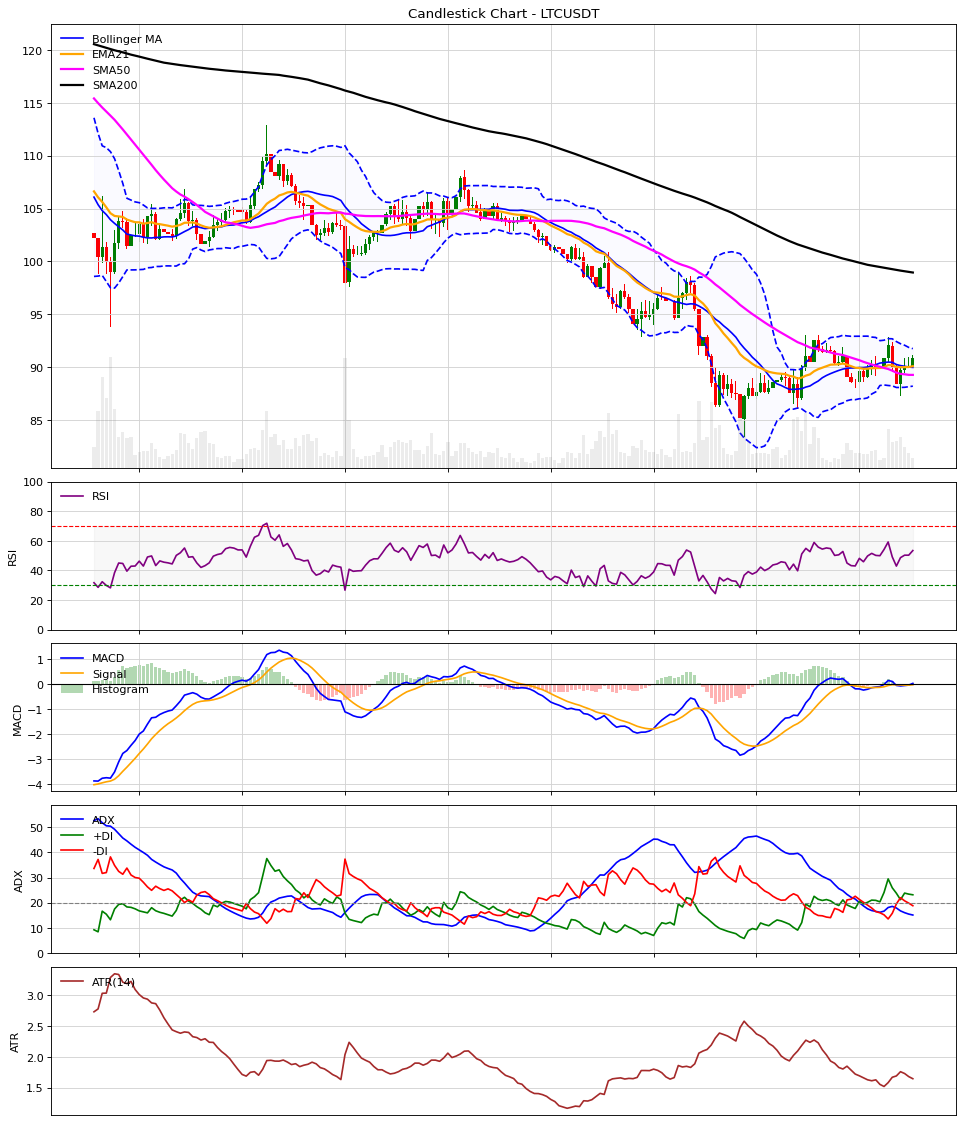 Candlestick Chart - LTCUSDT
Bollinger MA
EMA21
SMA50
SMA200
120
115
110
105
100
95
90
85
RSI
100
80
60
40
20
0
RSI
MACD
Signal
Histogram
1
0
−1
−2
−3
−4
MACD
ADX
+DI
-DI
50
40
30
20
10
0
ADX
ATR(14)
3.0
2.5
2.0
1.5
ATR